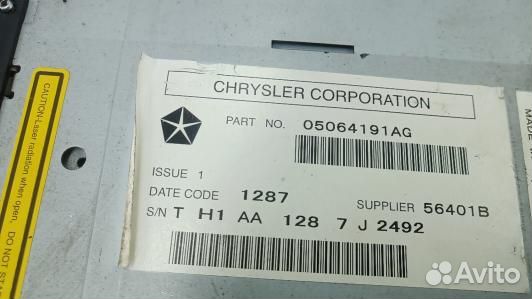 CHRYSLER CORPORATION
PART NO. 05064191AG
ISSUE 1
DATE CODE 1287
SUPPLIER 56401B
S/N T H1 AA 128 7 J 2492
CAUTION-Laser
radiation when open.
DO NOT STA
MADE
Avito